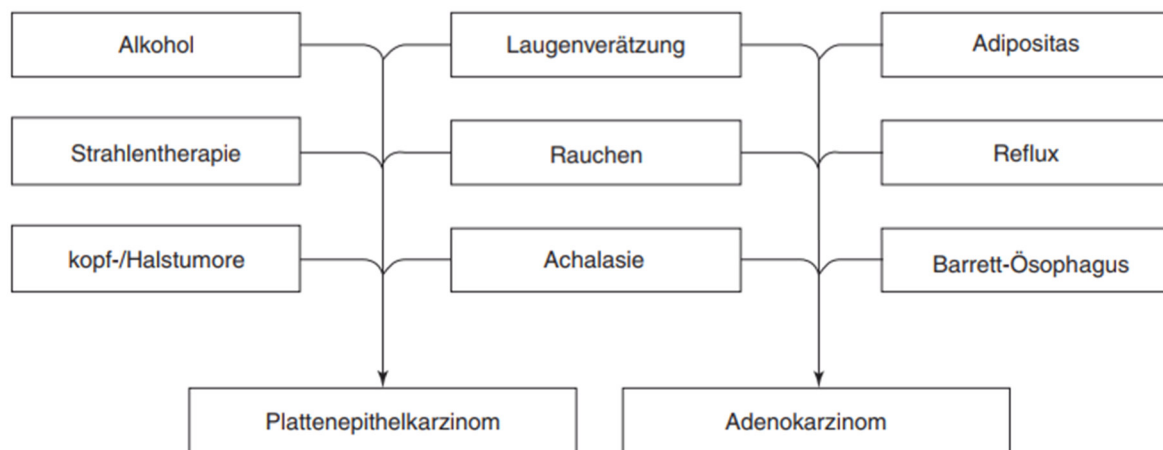 Alkohol
Laugenverätzung
Adipositas
Strahlentherapie
Rauchen
Reflux
kopf-/Halstumore
Achalasie
Barrett-Ösophagus
Plattenepithelkarzinom
Adenokarzinom